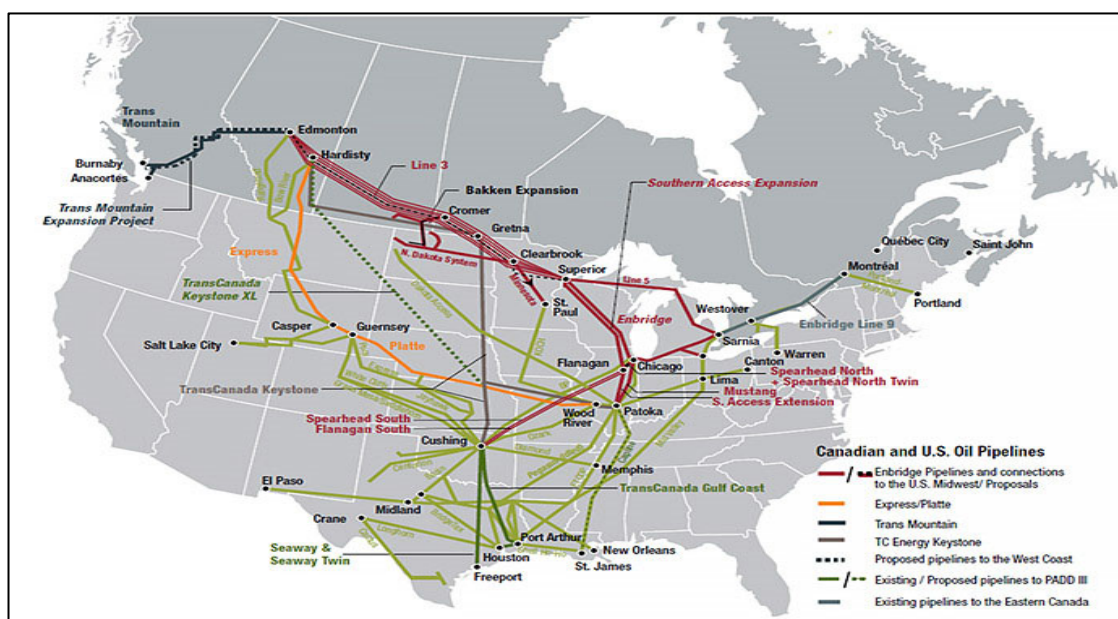 Trans
Mountain
Edmonton
Hardisty
Burnaby
Anacortes
Line 3
Bakken Expansion
Southern Access Expansion
Trans Mountain
Expansion Project
Cromer
Gretna
Québec City
Saint John
Express
Clearbrook
N. Dakota System
Superior
Montréal
Minnesota
Line 5
TransCanada
Keystone XL
St.
Paul
Westover
Portland
Enbridge
Enbridge Line 9
Sarnia
Casper
Guernsey
Salt Lake City
Platte
Flanagan
Chicago
Warren
Canton
Lima
Spearhead North
+ Spearhead North Twin
TransCanada Keystone
Mustang
S. Access Extension
Wood
River
Patoka
Spearhead South
Flanagan South
Cushing
Ozark
Diamond
Canadian and U.S. Oil Pipelines
Enbridge Pipelines and connections
to the U.S. Midwest/ Proposals
Memphis
El Paso
TransCanada Gulf Coast
Express/Platte
Midland
Crane
Trans Mountain
Longhorn
Port Arthur
TC Energy Keystone
Seaway &
Seaway Twin
Houston
New Orleans
Proposed pipelines to the West Coast
St. James
Freeport
Existing / Proposed pipelines to PADD III
Existing pipelines to the Eastern Canada